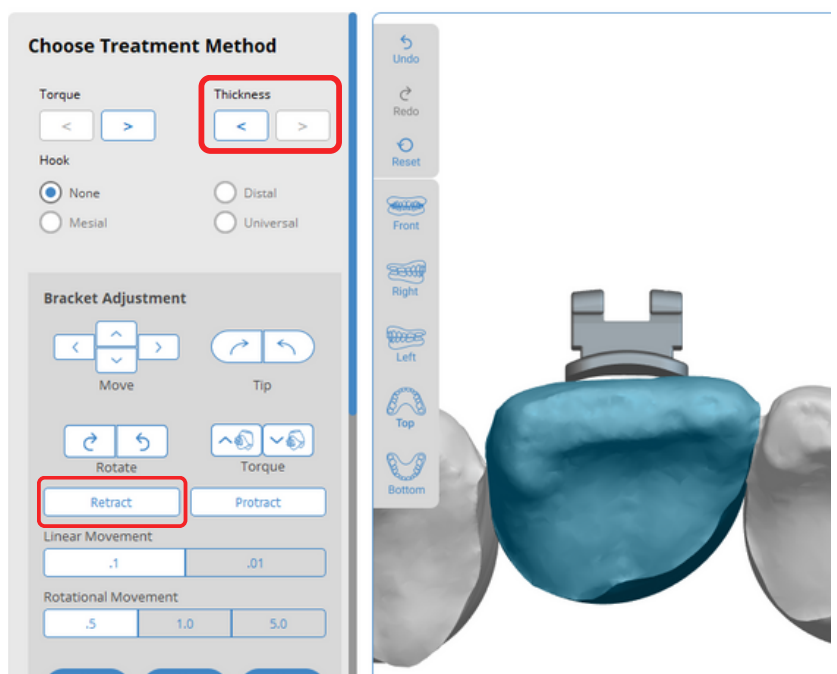 Choose Treatment Method
Torque
Thickness
< >
< >
Hook
None
Distal
Mesial
Universal
Bracket Adjustment
Move
Tip
Rotate
Torque
Retract
Protract
Linear Movement
.1
.01
Rotational Movement
.5
1.0
5.0
Undo
Redo
Reset
Front
Right
Left
Top
Bottom